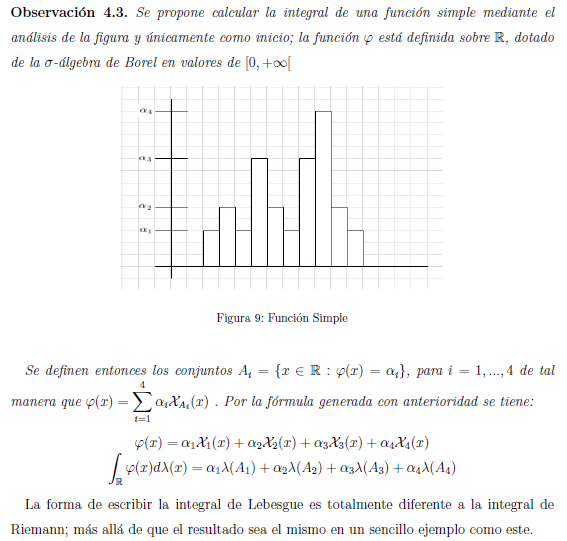 Observación 4.3. Se propone calcular la integral de una función simple mediante el
análisis de la figura y únicamente como inicio; la función φ está definida sobre ℝ, dotado
de la σ-álgebra de Borel en valores de [0, +∞[
α₄
α₃
α₂
α₁
Figura 9: Función Simple
Se definen entonces los conjuntos Aᵢ = {x ∈ ℝ : φ(x) = αᵢ}, para i = 1, ..., 4 de tal
manera que φ(x) = ∑_{i=1}^{4} αᵢ𝒳_{Aᵢ}(x) . Por la fórmula generada con anterioridad se tiene:
φ(x) = α₁𝒳₁(x) + α₂𝒳₂(x) + α₃𝒳₃(x) + α₄𝒳₄(x)
∫_ℝ φ(x)dλ(x) = α₁λ(A₁) + α₂λ(A₂) + α₃λ(A₃) + α₄λ(A₄)
La forma de escribir la integral de Lebesgue es totalmente diferente a la integral de
Riemann; más allá de que el resultado sea el mismo en un sencillo ejemplo como este.